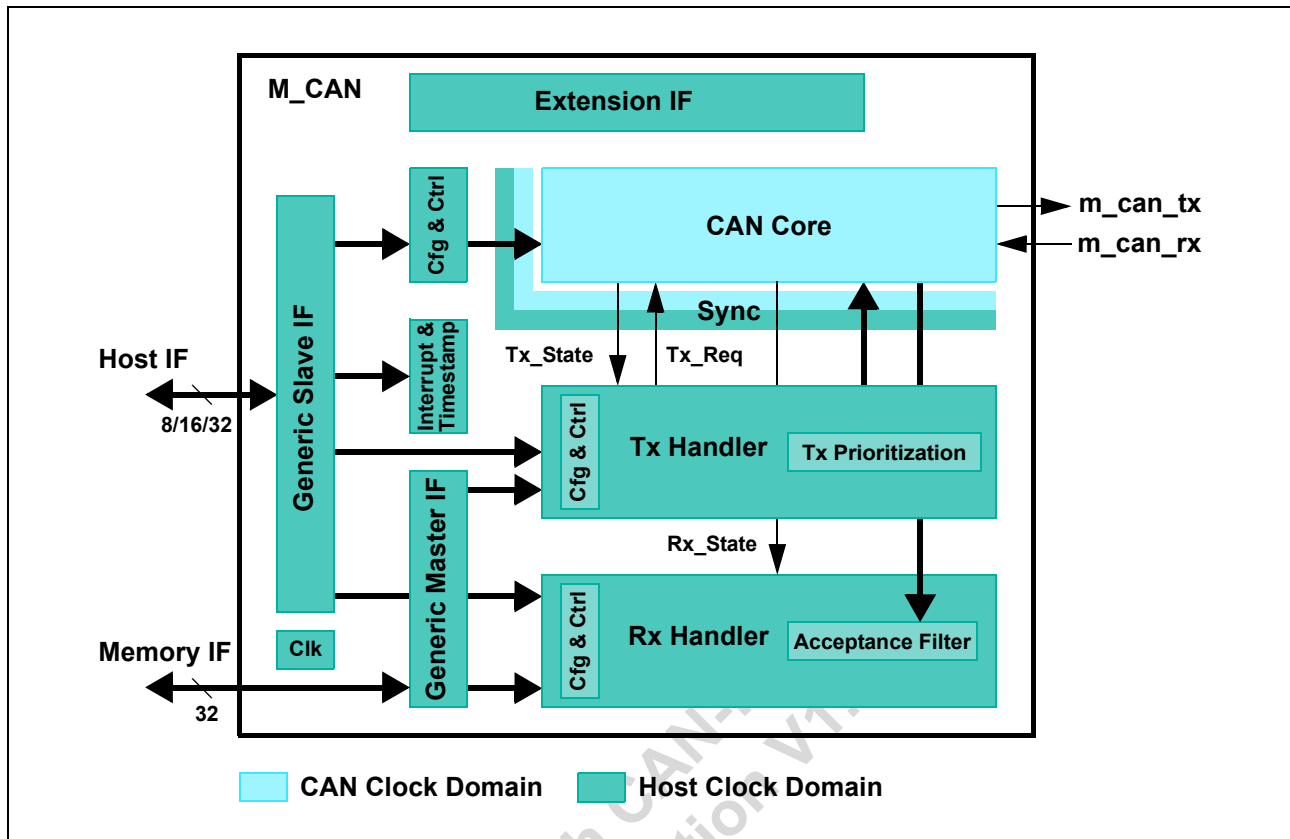 M_CAN
Extension IF
Cfg & Ctrl
CAN Core
m_can_tx
m_can_rx
Sync
Host IF
8/16/32
Generic Slave IF
Interrupt &
Timestamp
Tx_State
Tx_Req
Cfg & Ctrl
Tx Handler
Tx Prioritization
Generic Master IF
Rx_State
Cfg & Ctrl
Rx Handler
Acceptance Filter
Clk
Memory IF
32
CAN Clock Domain
Host Clock Domain